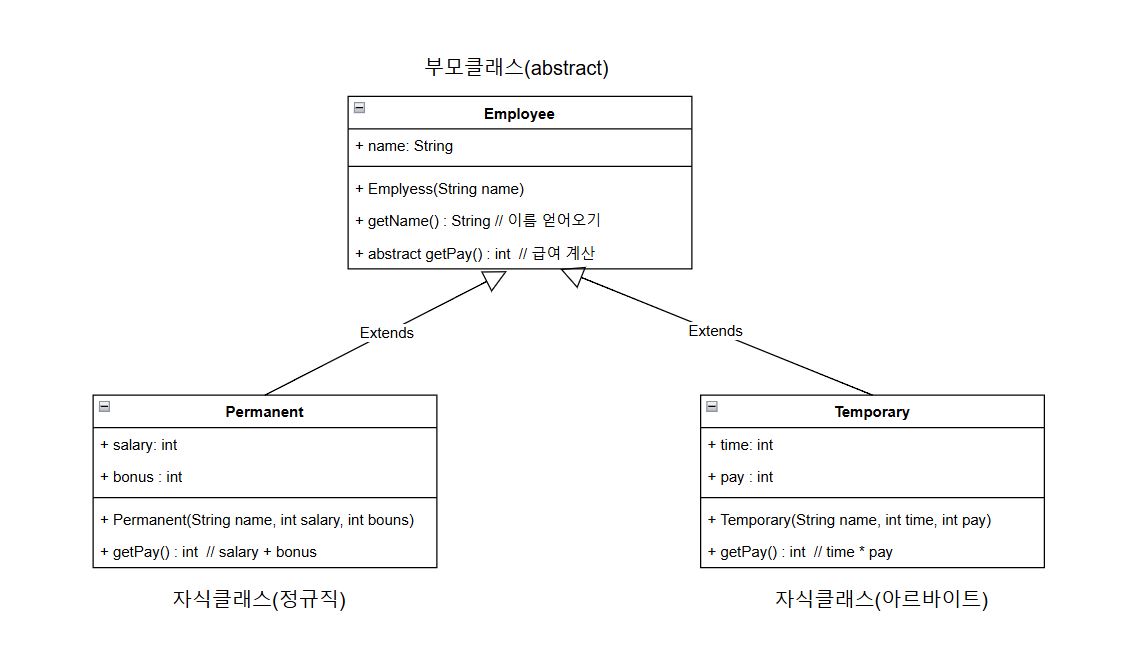 부모클래스(abstract)
Employee
+ name: String
+ Emplyess(String name)
+ getName() : String // 이름 얻어오기
+ abstract getPay() : int  // 급여 계산
Extends
Extends
Permanent
+ salary: int
+ bonus : int
+ Permanent(String name, int salary, int bouns)
+ getPay() : int  // salary + bonus
자식클래스(정규직)
Temporary
+ time: int
+ pay : int
+ Temporary(String name, int time, int pay)
+ getPay() : int  // time * pay
자식클래스(아르바이트)